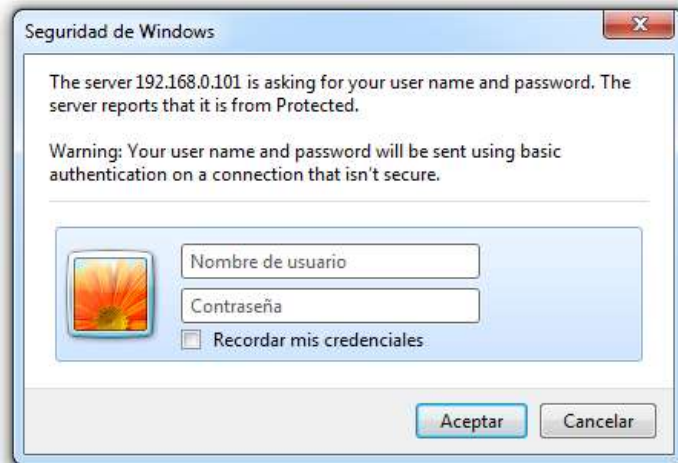 Seguridad de Windows
The server 192.168.0.101 is asking for your user name and password. The
server reports that it is from Protected.
Warning: Your user name and password will be sent using basic
authentication on a connection that isn't secure.
Nombre de usuario
Contraseña
Recordar mis credenciales
Aceptar
Cancelar